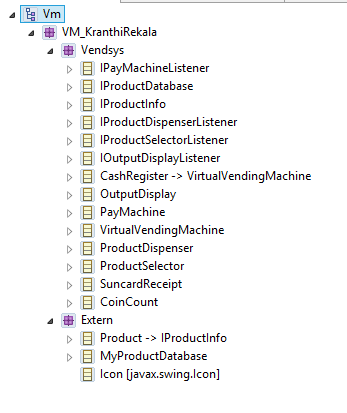 Vm
VM_KranthiRekala
Vendsys
IPayMachineListener
IProductDatabase
IProductInfo
IProductDispenserListener
IProductSelectorListener
IOutputDisplayListener
CashRegister -> VirtualVendingMachine
OutputDisplay
PayMachine
VirtualVendingMachine
ProductDispenser
ProductSelector
SuncardReceipt
CoinCount
Extern
Product -> IProductInfo
MyProductDatabase
Icon [javax.swing.Icon]